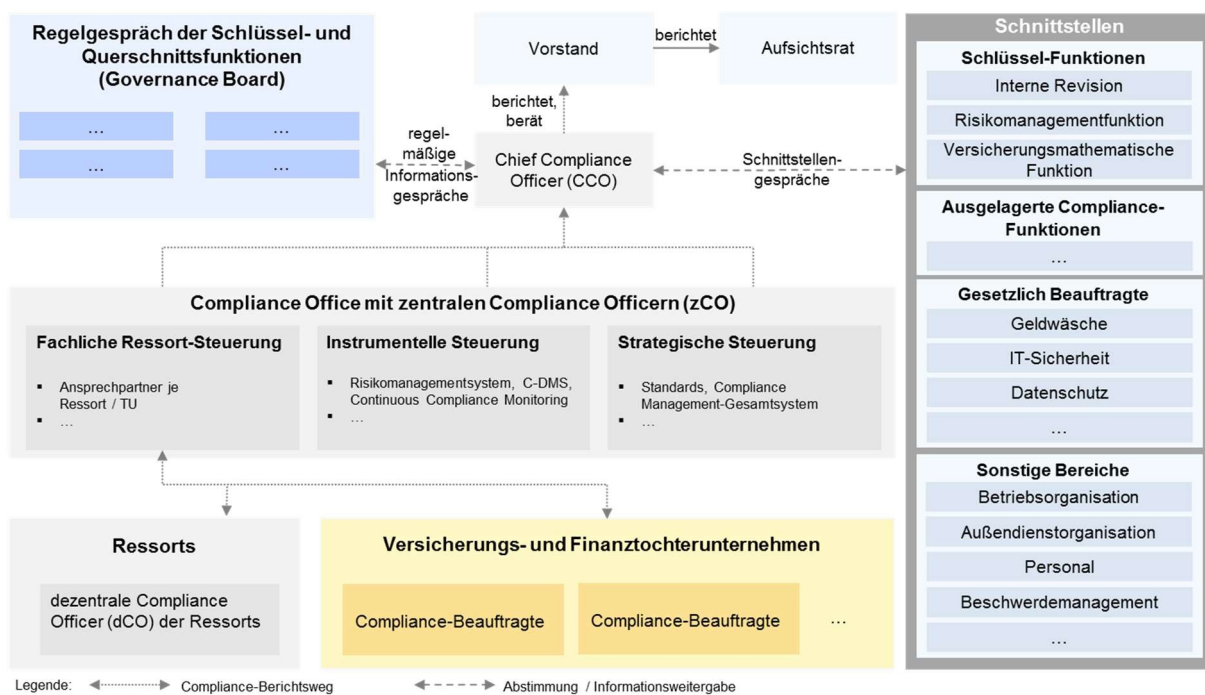 Regelgespräch der Schlüssel- und
Querschnittsfunktionen
(Governance Board)
…
…
…
…
Vorstand
berichtet
Aufsichtsrat
berichtet,
berät
regel-
mäßige
Informations-
gespräche
Chief Compliance
Officer (CCO)
Schnittstellen-
gespräche
Schnittstellen
Schlüssel-Funktionen
Interne Revision
Risikomanagementfunktion
Versicherungsmathematische
Funktion
Ausgelagerte Compliance-
Funktionen
…
Gesetzlich Beauftragte
Geldwäsche
IT-Sicherheit
Datenschutz
…
Sonstige Bereiche
Betriebsorganisation
Außendienstorganisation
Personal
Beschwerdemanagement
…
Compliance Office mit zentralen Compliance Officern (zCO)
Fachliche Ressort-Steuerung
▪ Ansprechpartner je
Ressort / TU
▪ …
Instrumentelle Steuerung
▪ Risikomanagementsystem, C-DMS,
Continuous Compliance Monitoring
▪ …
Strategische Steuerung
▪ Standards, Compliance
Management-Gesamtsystem
▪ …
Ressorts
dezentrale Compliance
Officer (dCO) der Ressorts
Versicherungs- und Finanztochterunternehmen
Compliance-Beauftragte
Compliance-Beauftragte
…
Legende:
Compliance-Berichtsweg
Abstimmung / Informationsweitergabe